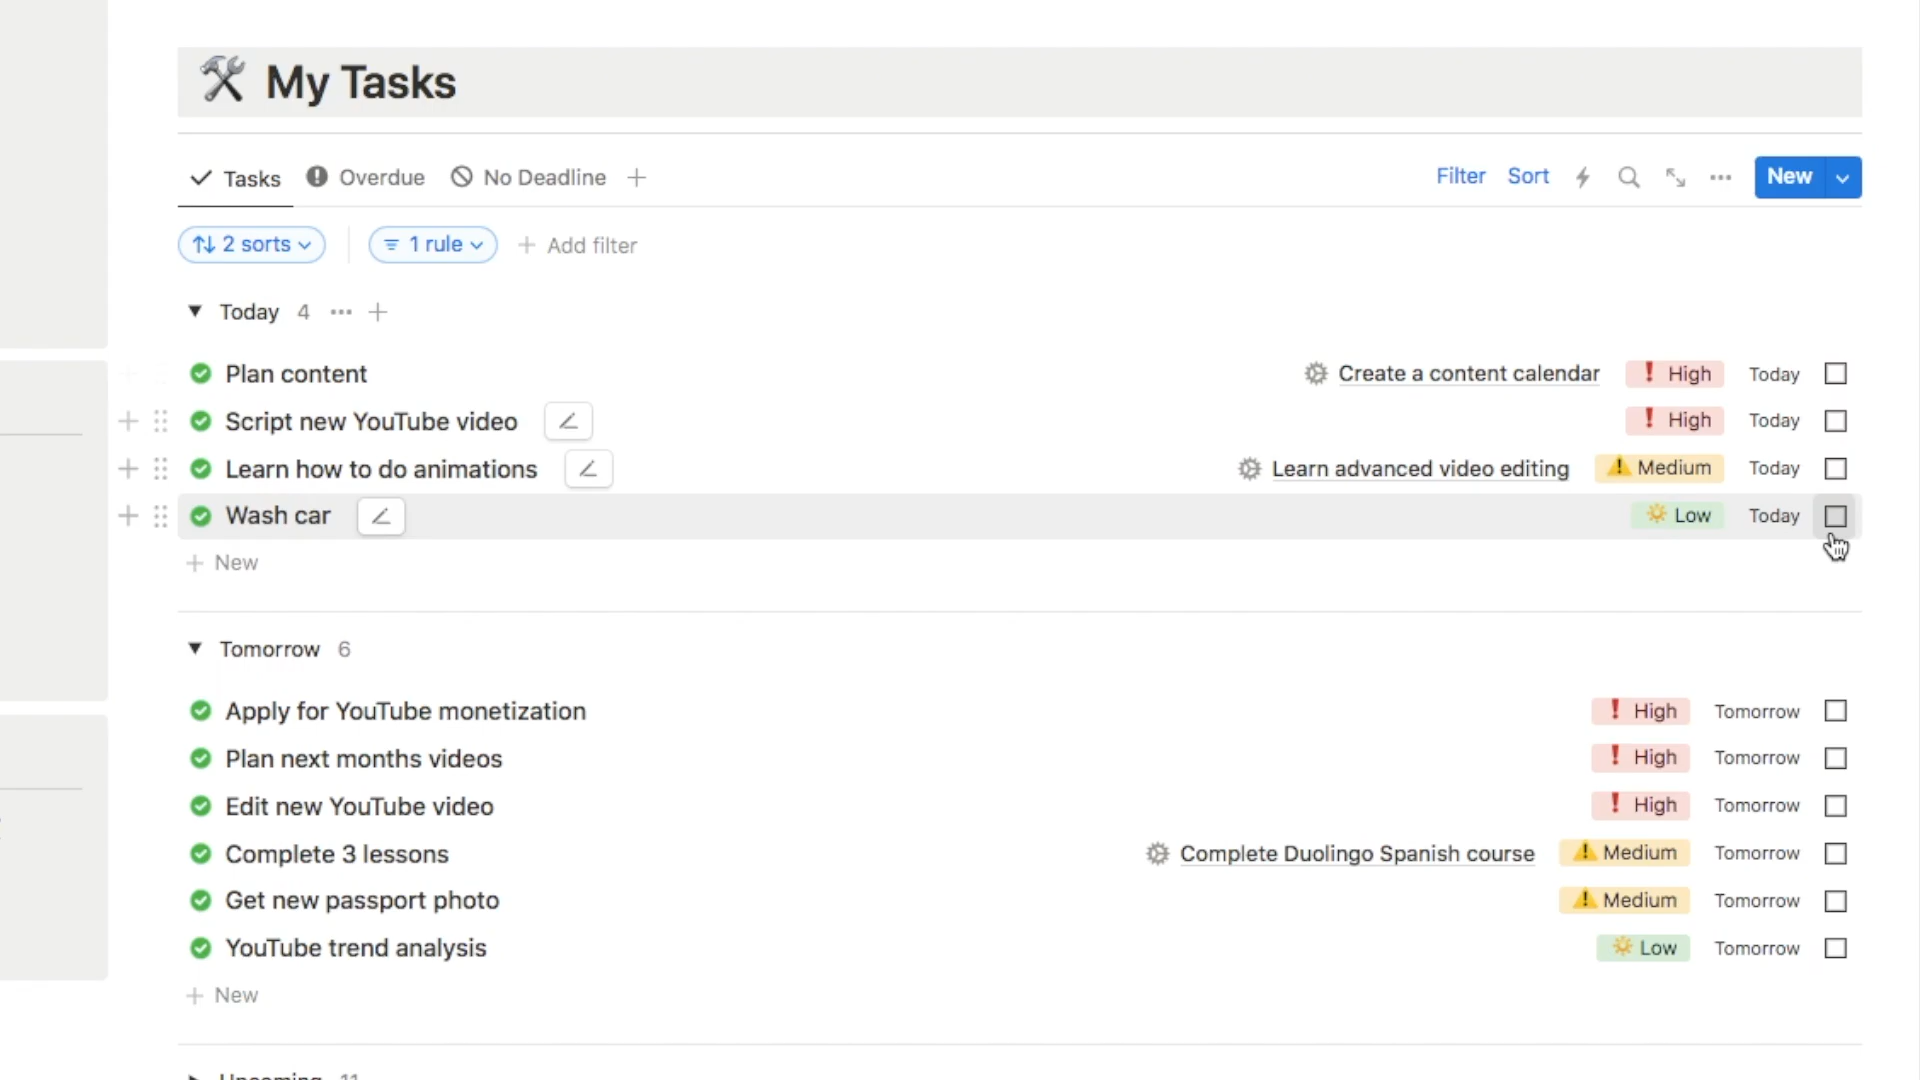 My Tasks
Tasks Overdue No Deadline
Filter Sort New
2 sorts 1 rule Add filter
Today 4
Plan content Create a content calendar High Today
Script new YouTube video High Today
Learn how to do animations Learn advanced video editing Medium Today
Wash car Low Today
New
Tomorrow 6
Apply for YouTube monetization High Tomorrow
Plan next months videos High Tomorrow
Edit new YouTube video High Tomorrow
Complete 3 lessons Complete Duolingo Spanish course Medium Tomorrow
Get new passport photo Medium Tomorrow
YouTube trend analysis Low Tomorrow
New
Upcoming 11